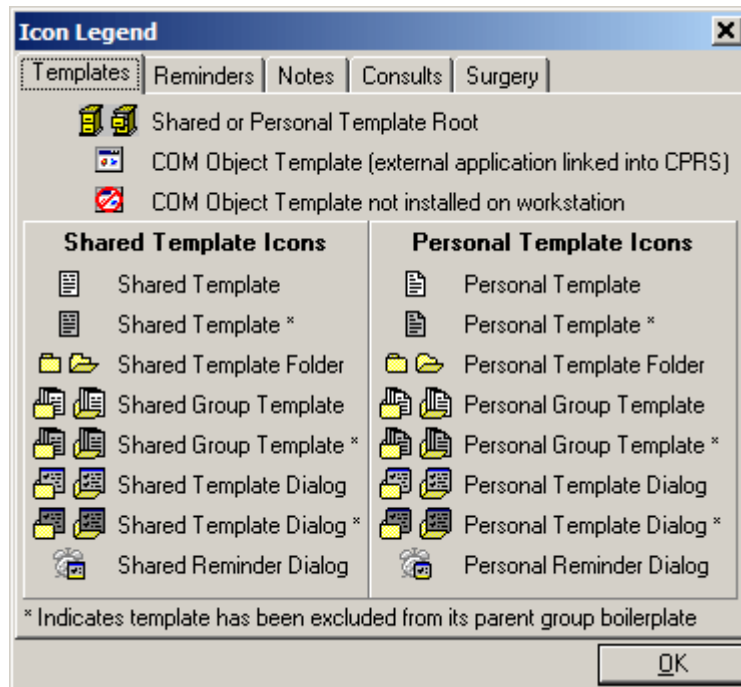 Icon Legend
Templates Reminders Notes Consults Surgery
Shared or Personal Template Root
COM Object Template (external application linked into CPRS)
COM Object Template not installed on workstation
Shared Template Icons
Shared Template
Shared Template *
Shared Template Folder
Shared Group Template
Shared Group Template *
Shared Template Dialog
Shared Template Dialog *
Shared Reminder Dialog
Personal Template Icons
Personal Template
Personal Template *
Personal Template Folder
Personal Group Template
Personal Group Template *
Personal Template Dialog
Personal Template Dialog *
Personal Reminder Dialog
* Indicates template has been excluded from its parent group boilerplate
OK